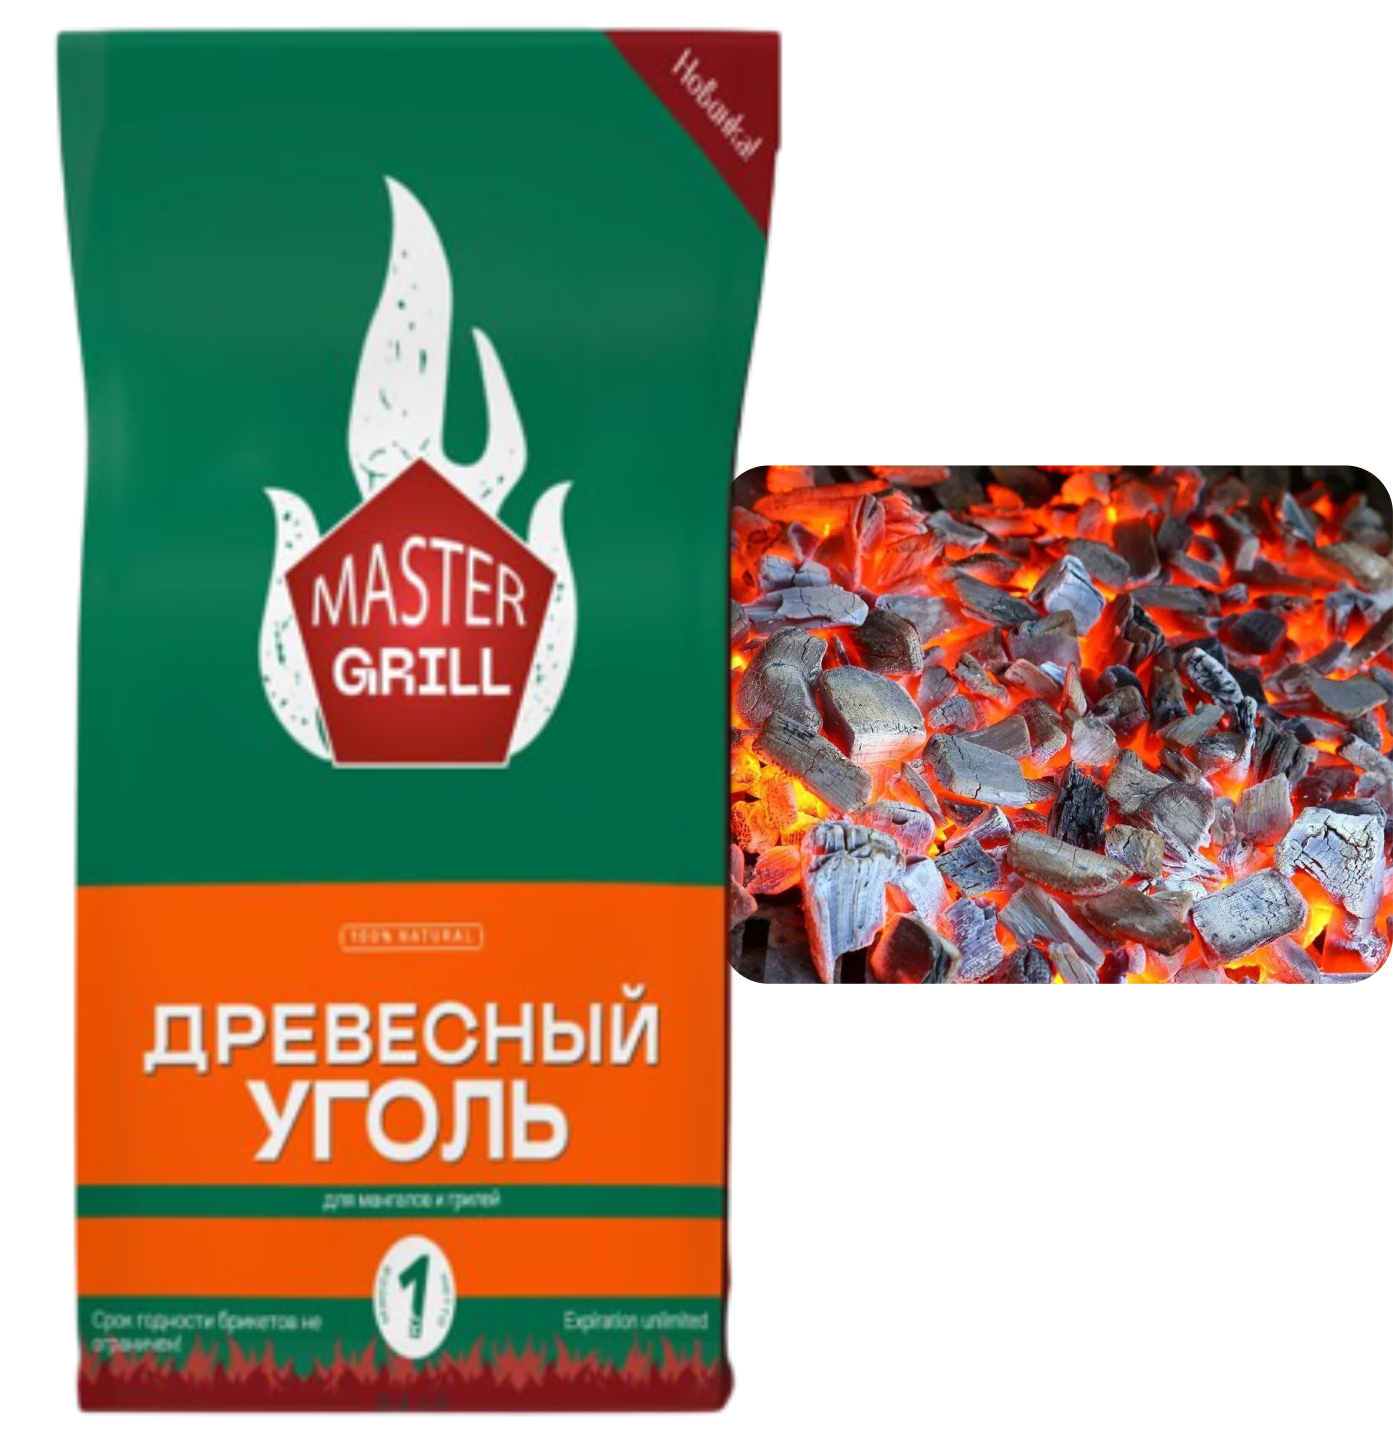 Новинка!
MASTER
GRILL
100% NATURAL
ДРЕВЕСНЫЙ
УГОЛЬ
для мангалов и грилей
1
Срок годности брикетов не
ограничен!
Expiration unlimited